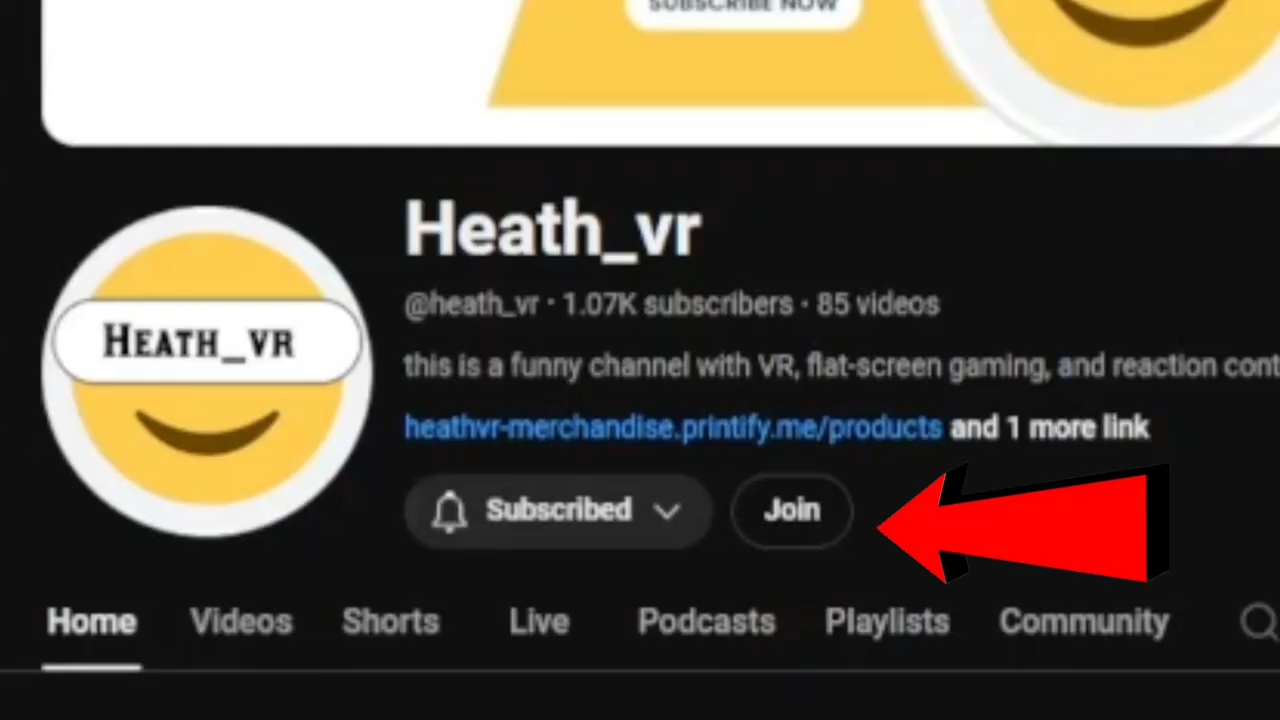 SUBSCRIBE NOW
Heath_vr
HEATH_VR
@heath_vr · 1.07K subscribers · 85 videos
this is a funny channel with VR, flat-screen gaming, and reaction cont
heathvr-merchandise.printify.me/products and 1 more link
Subscribed
Join
Home Videos Shorts Live Podcasts Playlists Community